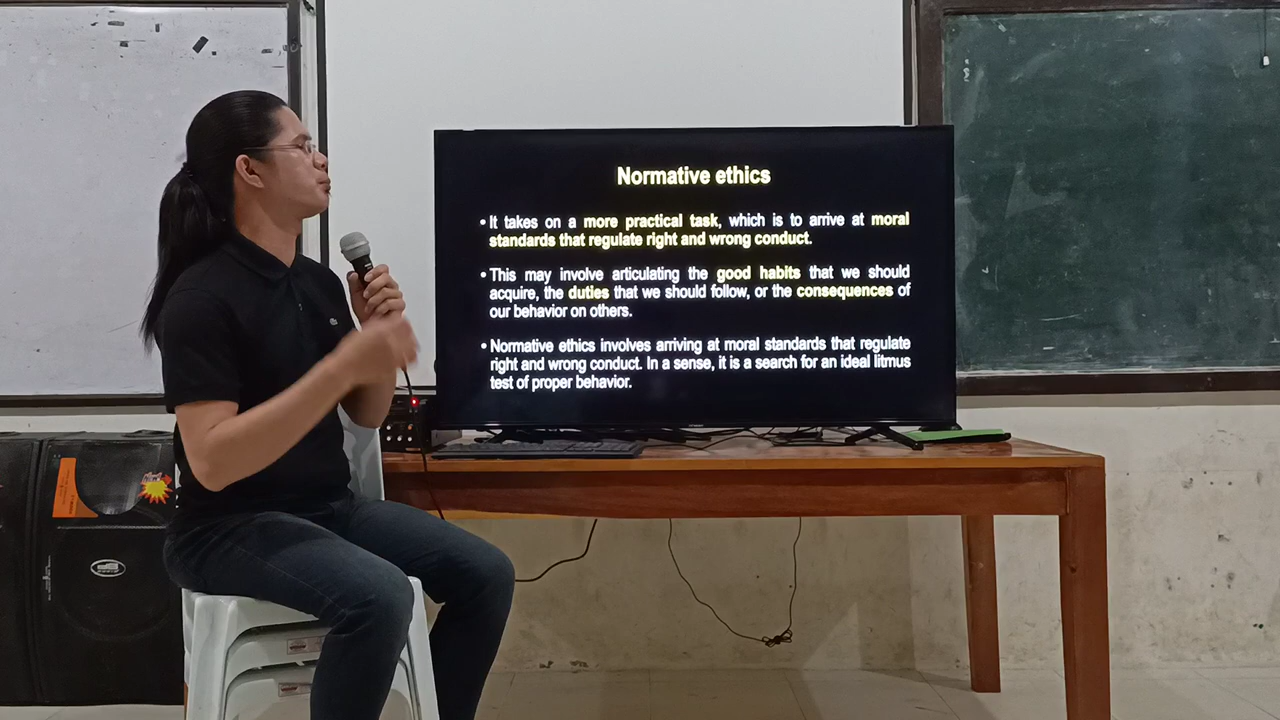 Normative ethics
• It takes on a more practical task, which is to arrive at moral
standards that regulate right and wrong conduct.
• This may involve articulating the good habits that we should
acquire, the duties that we should follow, or the consequences of
our behavior on others.
• Normative ethics involves arriving at moral standards that regulate
right and wrong conduct. In a sense, it is a search for an ideal litmus
test of proper behavior.